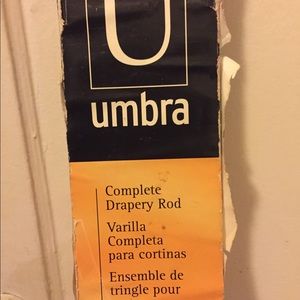 U
umbra
Complete
Drapery Rod
Varilla
Completa
para cortinas
Ensemble de
tringle pour